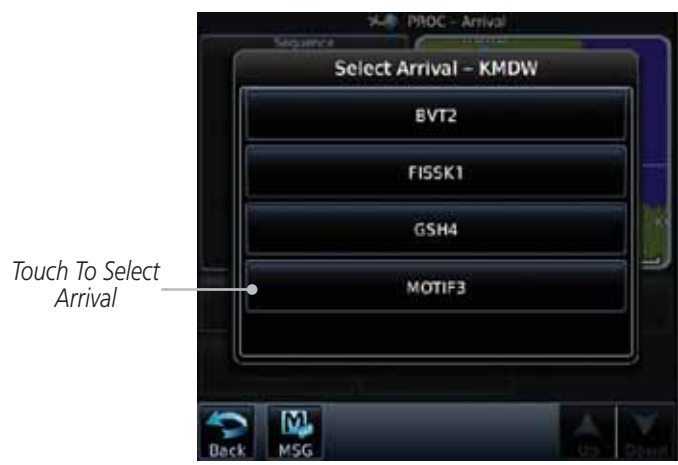 PROC – Arrival
Sequence
Select Arrival – KMDW
BVT2
FISSK1
GSH4
MOTIF3
Touch To Select
Arrival
Back
MSG
Up
Down